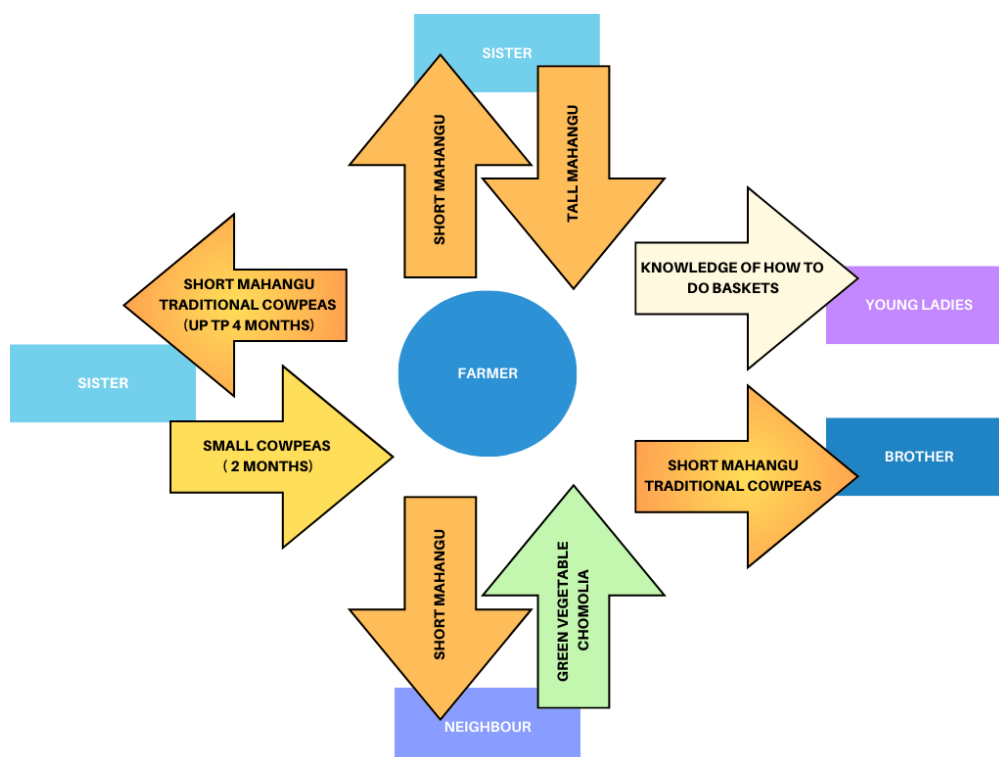 SISTER
SHORT MAHANGU
TALL MAHANGU
KNOWLEDGE OF HOW TO
DO BASKETS
YOUNG LADIES
SHORT MAHANGU
TRADITIONAL COWPEAS
(UP TP 4 MONTHS)
SISTER
FARMER
SMALL COWPEAS
( 2 MONTHS)
SHORT MAHANGU
TRADITIONAL COWPEAS
BROTHER
SHORT MAHANGU
GREEN VEGETABLE
CHOMOLIA
NEIGHBOUR